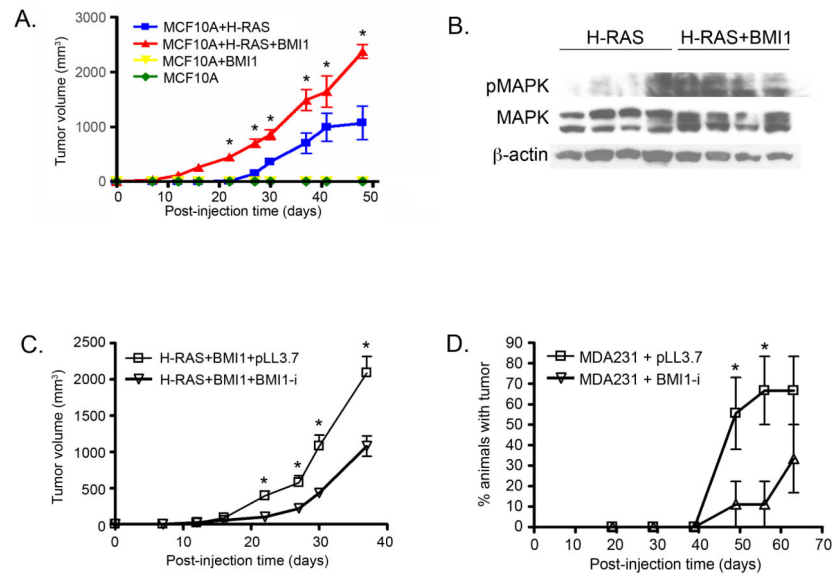 A.
MCF10A+H-RAS
MCF10A+H-RAS+BMI1
MCF10A+BMI1
MCF10A
* * * * * *
Tumor volume (mm³)
3000
2000
1000
0
0 10 20 30 40 50
Post-injection time (days)
B.
H-RAS H-RAS+BMI1
pMAPK
MAPK
β-actin
C.
H-RAS+BMI1+pLL3.7
H-RAS+BMI1+BMI1-i
* * * *
Tumor volume (mm³)
2500
2000
1500
1000
500
0
0 10 20 30 40
Post-injection time (days)
D.
MDA231 + pLL3.7
MDA231 + BMI1-i
* *
% animals with tumor
90
80
70
60
50
40
30
20
10
0
0 10 20 30 40 50 60 70
Post-injection time (days)